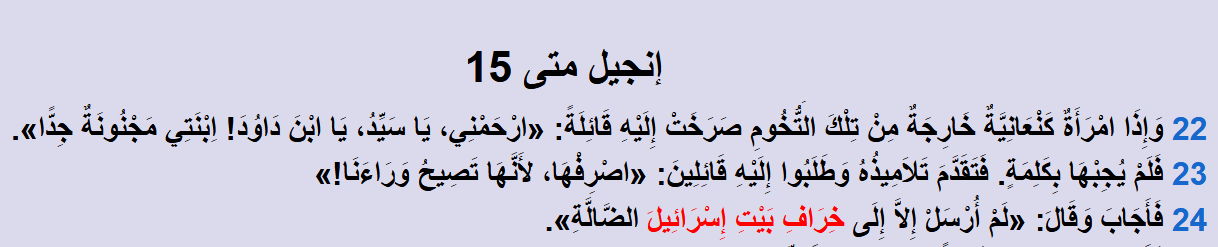 إنجيل متى 15
22 وَإِذَا امْرَأَةٌ كَنْعَانِيَّةٌ خَارِجَةٌ مِنْ تِلْكَ التُّخُومِ صَرَخَتْ إِلَيْهِ قَائِلَةً: «ارْحَمْنِي، يَا سَيِّدُ، يَا ابْنَ دَاوُدَ! اِبْنَتِي مَجْنُونَةٌ جِدًّا».
23 فَلَمْ يُجِبْهَا بِكَلِمَةٍ. فَتَقَدَّمَ تَلاَمِيذُهُ وَطَلَبُوا إِلَيْهِ قَائِلِينَ: «اصْرِفْهَا، لأَنَّهَا تَصِيحُ وَرَاءَنَا!»
24 فَأَجَابَ وَقَالَ: «لَمْ أُرْسَلْ إِلاَّ إِلَى خِرَافِ بَيْتِ إِسْرَائِيلَ الضَّالَّةِ».